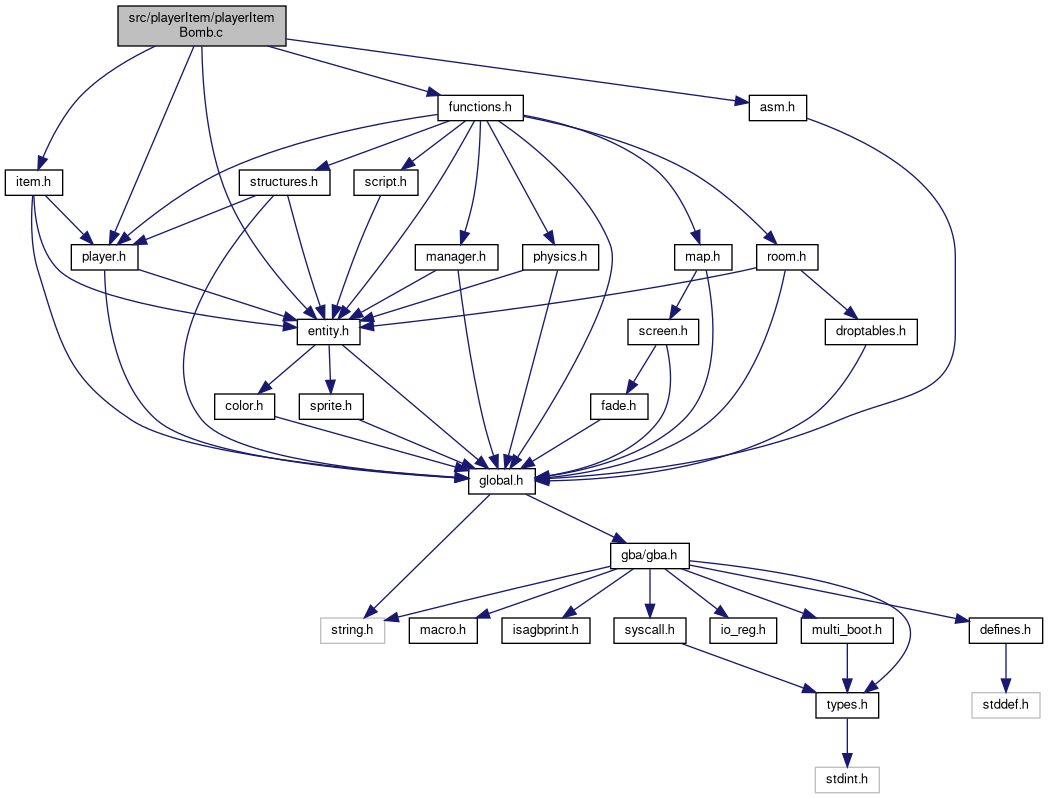 src/playerItem/playerItem
Bomb.c
functions.h
asm.h
item.h
structures.h
script.h
player.h
manager.h
physics.h
map.h
room.h
entity.h
screen.h
droptables.h
color.h
sprite.h
fade.h
global.h
gba/gba.h
string.h
macro.h
isagbprint.h
syscall.h
io_reg.h
multi_boot.h
defines.h
types.h
stddef.h
stdint.h